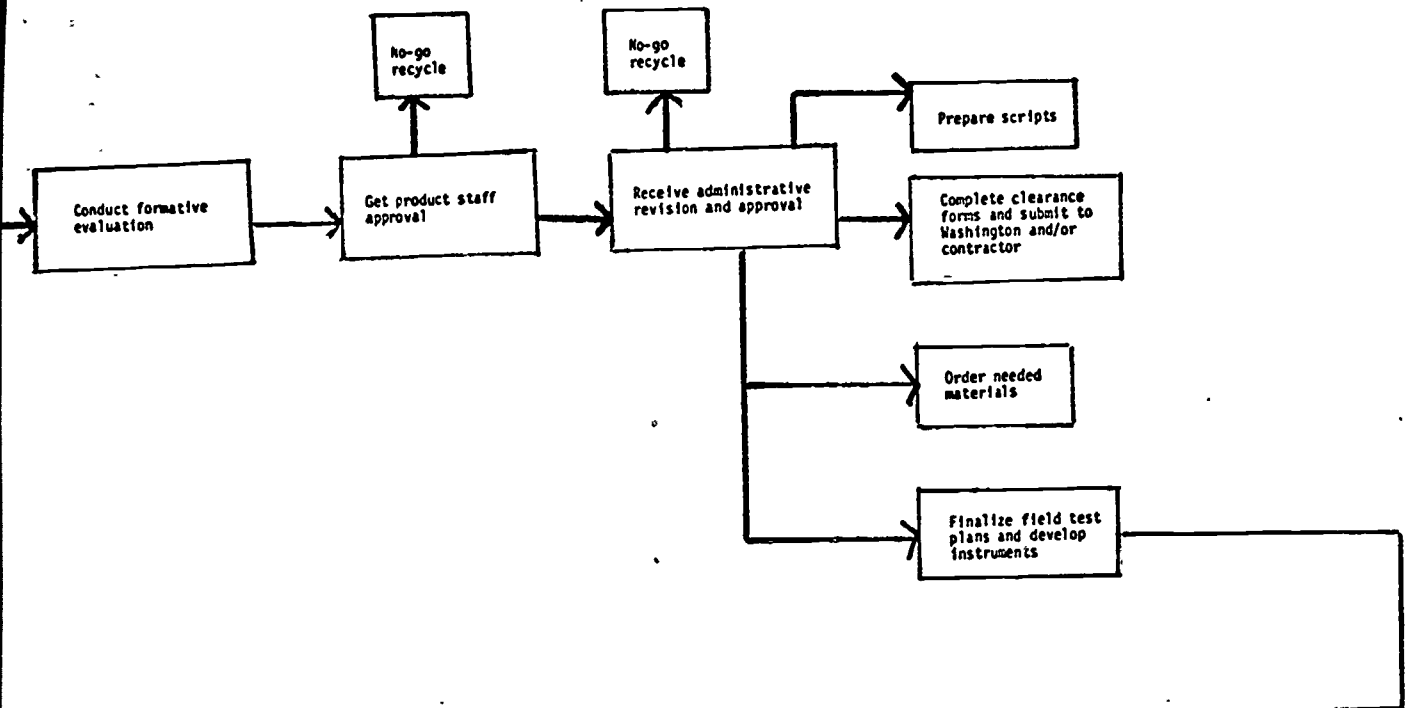 No-go
recycle
No-go
recycle
Prepare scripts
Conduct formative
evaluation
Get product staff
approval
Receive administrative
revision and approval
Complete clearance
forms and submit to
Washington and/or
contractor
Order needed
materials
Finalize field test
plans and develop
instruments